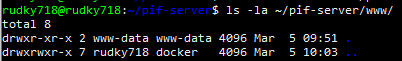 rudky718@rudky718:~/pif-server$ ls -la ~/pif-server/www/
total 8
drwxr-xr-x 2 www-data www-data 4096 Mar  5 09:51 .
drwxrwxr-x 7 rudky718 docker   4096 Mar  5 10:03 ..